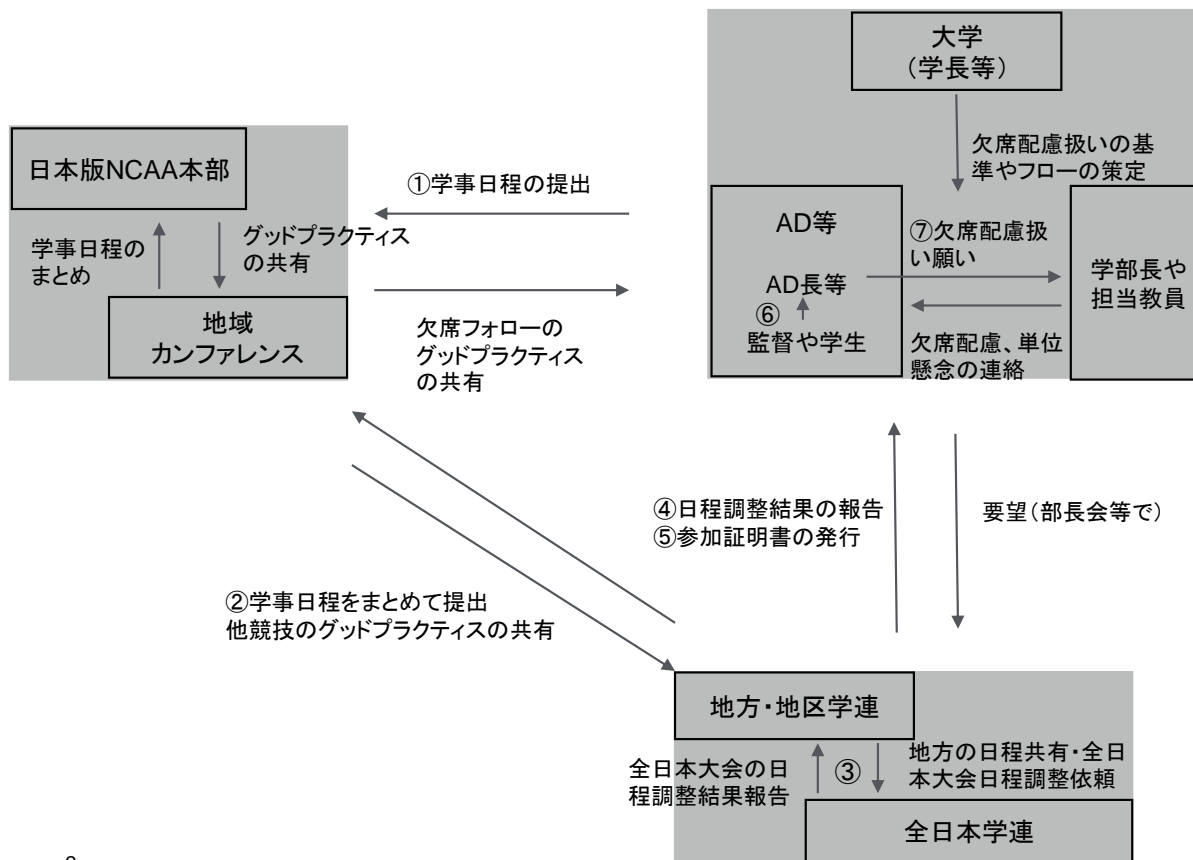 大学
(学長等)
欠席配慮扱いの基
準やフローの策定
日本版NCAA本部
①学事日程の提出
学事日程の
まとめ
グッドプラクティス
の共有
地域
カンファレンス
欠席フォローの
グッドプラクティス
の共有
AD等
AD長等
⑥
監督や学生
⑦欠席配慮扱
い願い
欠席配慮、単位
懸念の連絡
学部長や
担当教員
④日程調整結果の報告
⑤参加証明書の発行
要望(部長会等で)
②学事日程をまとめて提出
他競技のグッドプラクティスの共有
地方・地区学連
全日本大会の日
程調整結果報告
③
地方の日程共有・全日
本大会日程調整依頼
全日本学連